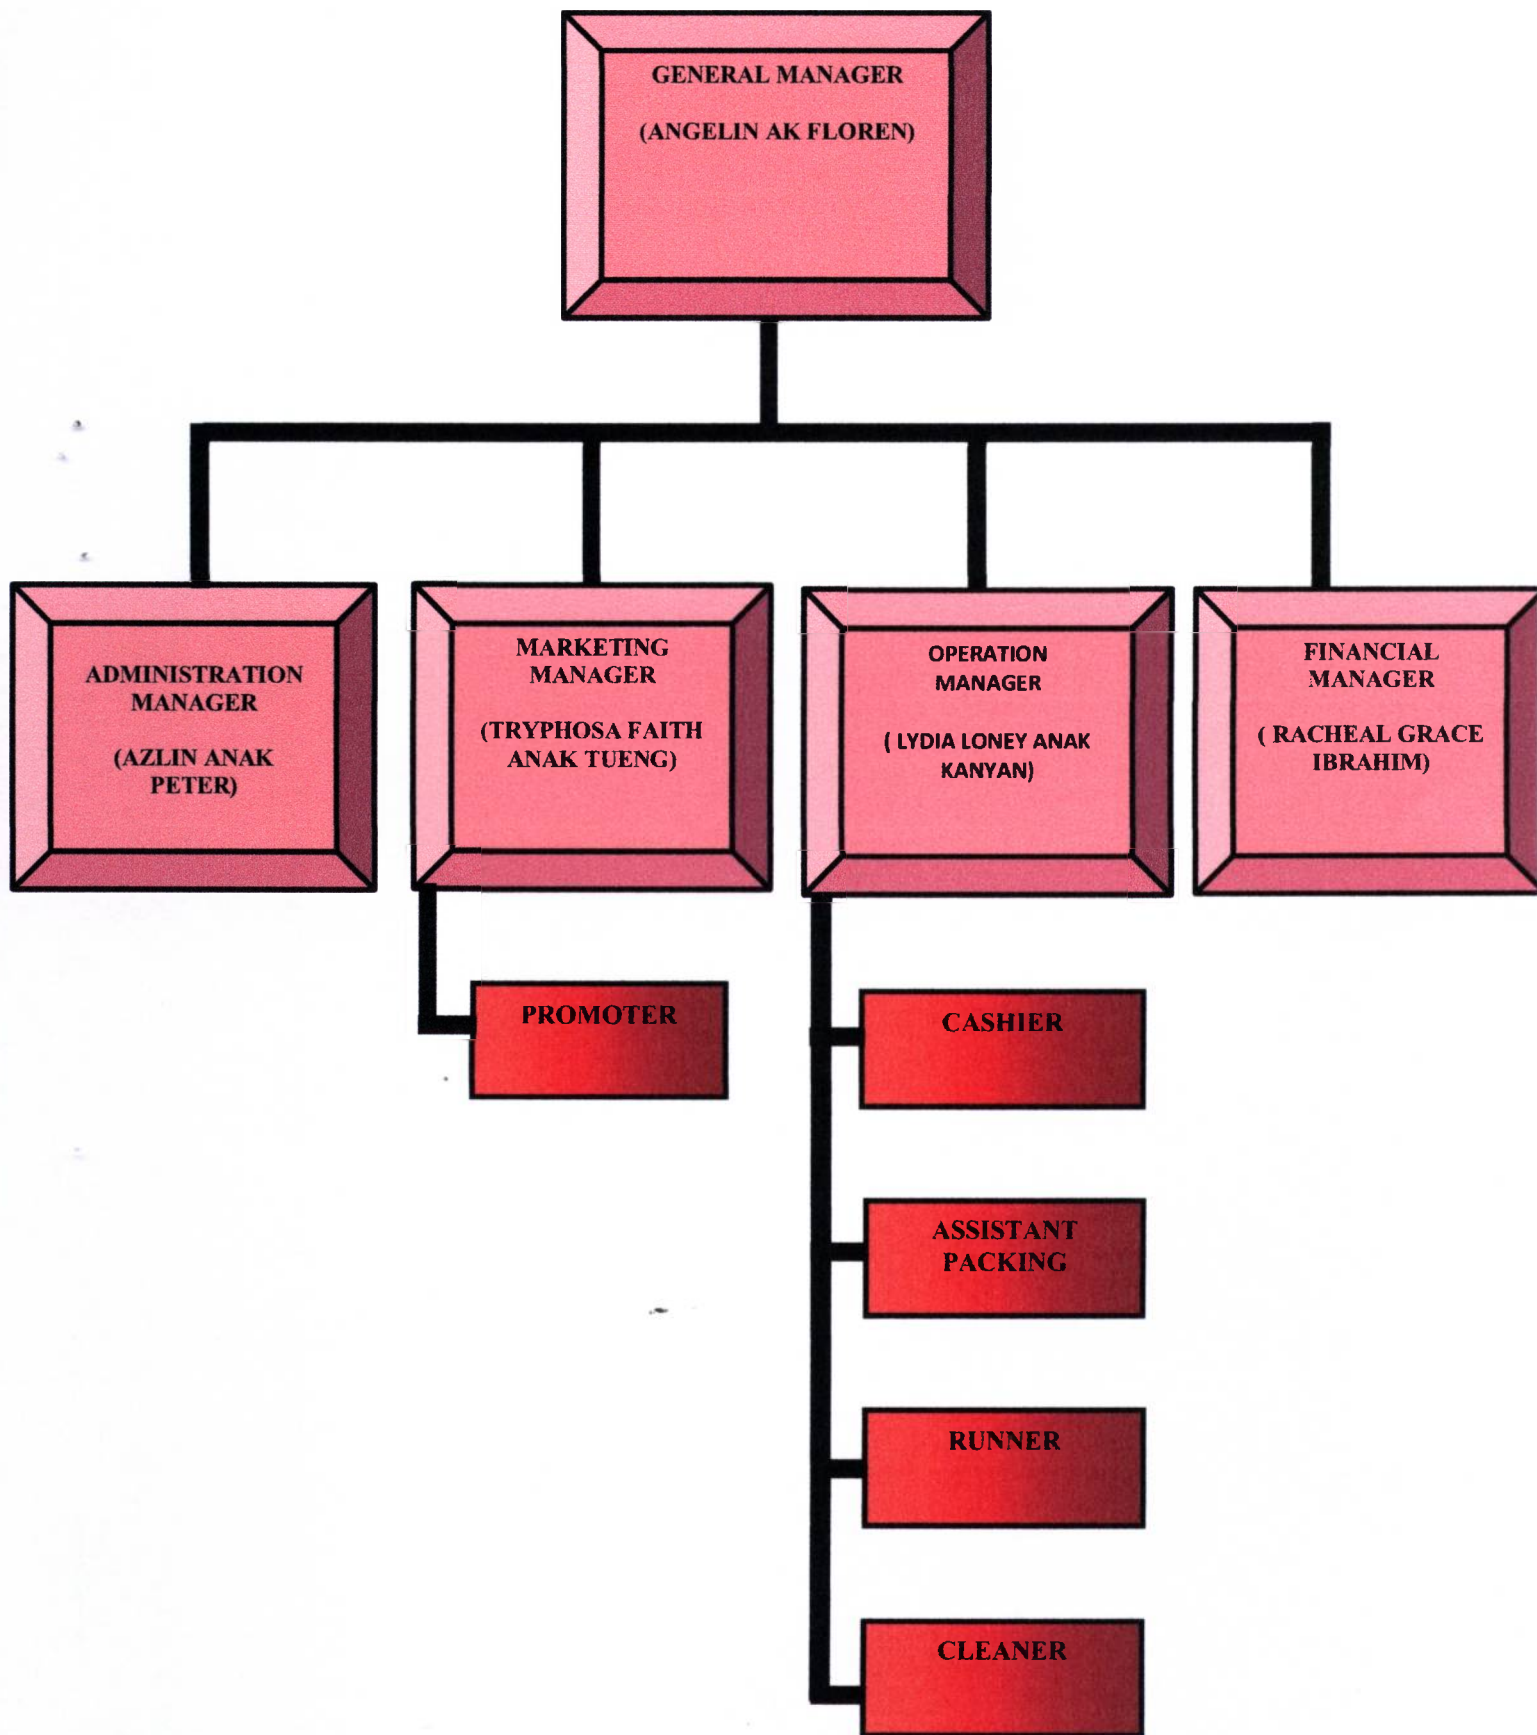 GENERAL MANAGER
(ANGELIN AK FLOREN)
ADMINISTRATION
MANAGER
(AZLIN ANAK
PETER)
MARKETING
MANAGER
(TRYPHOSA FAITH
ANAK TUENG)
OPERATION
MANAGER
( LYDIA LONEY ANAK
KANYAN)
FINANCIAL
MANAGER
( RACHEAL GRACE
IBRAHIM)
PROMOTER
CASHIER
ASSISTANT
PACKING
RUNNER
CLEANER